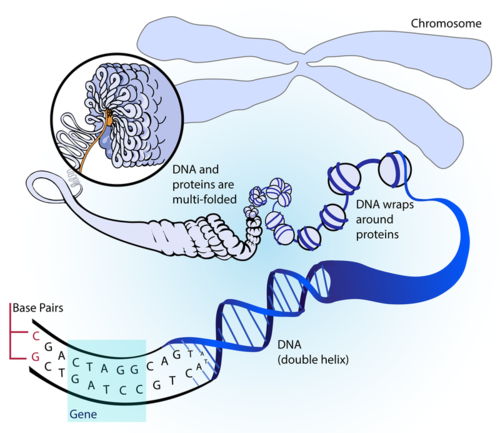 Chromosome
DNA and
proteins are
multi-folded
DNA wraps
around
proteins
Base Pairs
DNA
(double helix)
C G A C T A G G C A G T A
G C T G A T C C G T C A T
Gene